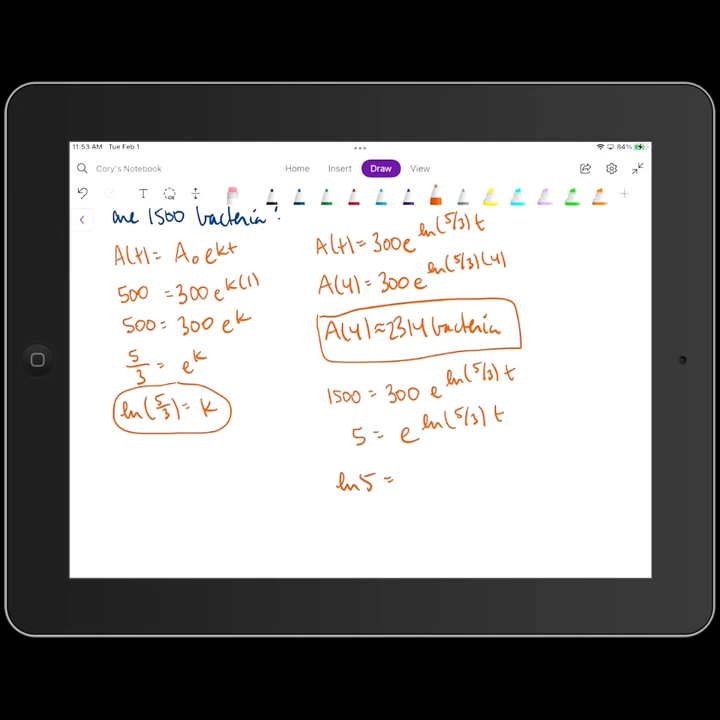 11:53 AM Tue Feb 1
84%
Cory's Notebook
Home Insert Draw View
T
are 1500 bacteria?
A(t) = A₀e^kt
500 = 300e^k(1)
500 = 300e^k
5/3 = e^k
ln(5/3) = k
A(t) = 300e^ln(5/3)t
A(4) = 300e^ln(5/3)(4)
A(4) ≈ 2314 bacteria
1500 = 300 e^ln(5/3)t
5 = e^ln(5/3)t
ln5 =